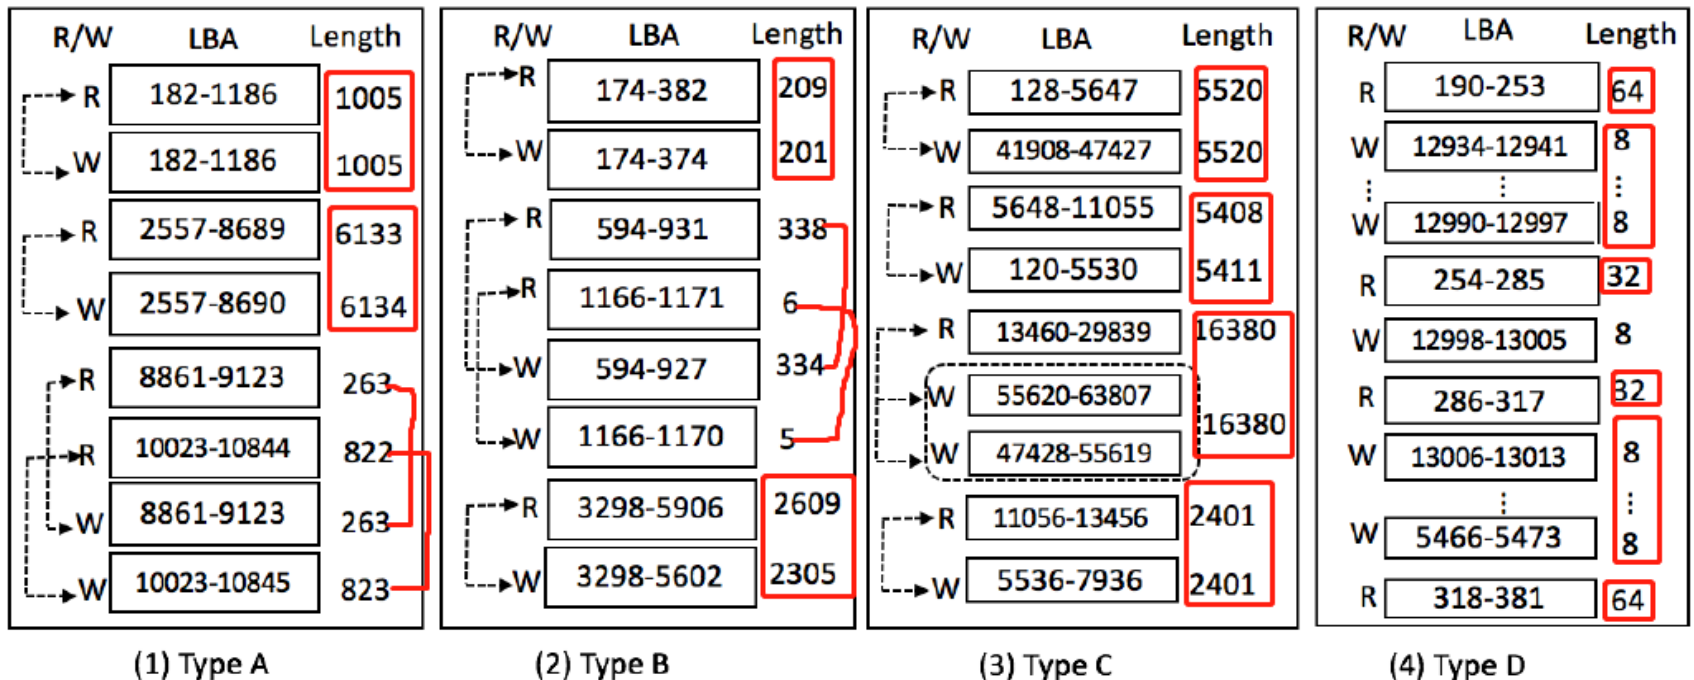 R/W LBA Length
R 182-1186 1005
W 182-1186 1005
R 2557-8689 6133
W 2557-8690 6134
R 8861-9123 263
R 10023-10844 822
W 8861-9123 263
W 10023-10845 823
(1) Type A
R/W LBA Length
R 174-382 209
W 174-374 201
R 594-931 338
R 1166-1171 6
W 594-927 334
W 1166-1170 5
R 3298-5906 2609
W 3298-5602 2305
(2) Type B
R/W LBA Length
R 128-5647 5520
W 41908-47427 5520
R 5648-11055 5408
W 120-5530 5411
R 13460-29839 16380
W 55620-63807
16380
W 47428-55619
R 11056-13456 2401
W 5536-7936 2401
(3) Type C
R/W LBA Length
R 190-253 64
W 12934-12941 8
⋮ ⋮ ⋮
W 12990-12997 8
R 254-285 32
W 12998-13005 8
R 286-317 32
W 13006-13013 8
⋮ ⋮
W 5466-5473 8
R 318-381 64
(4) Type D